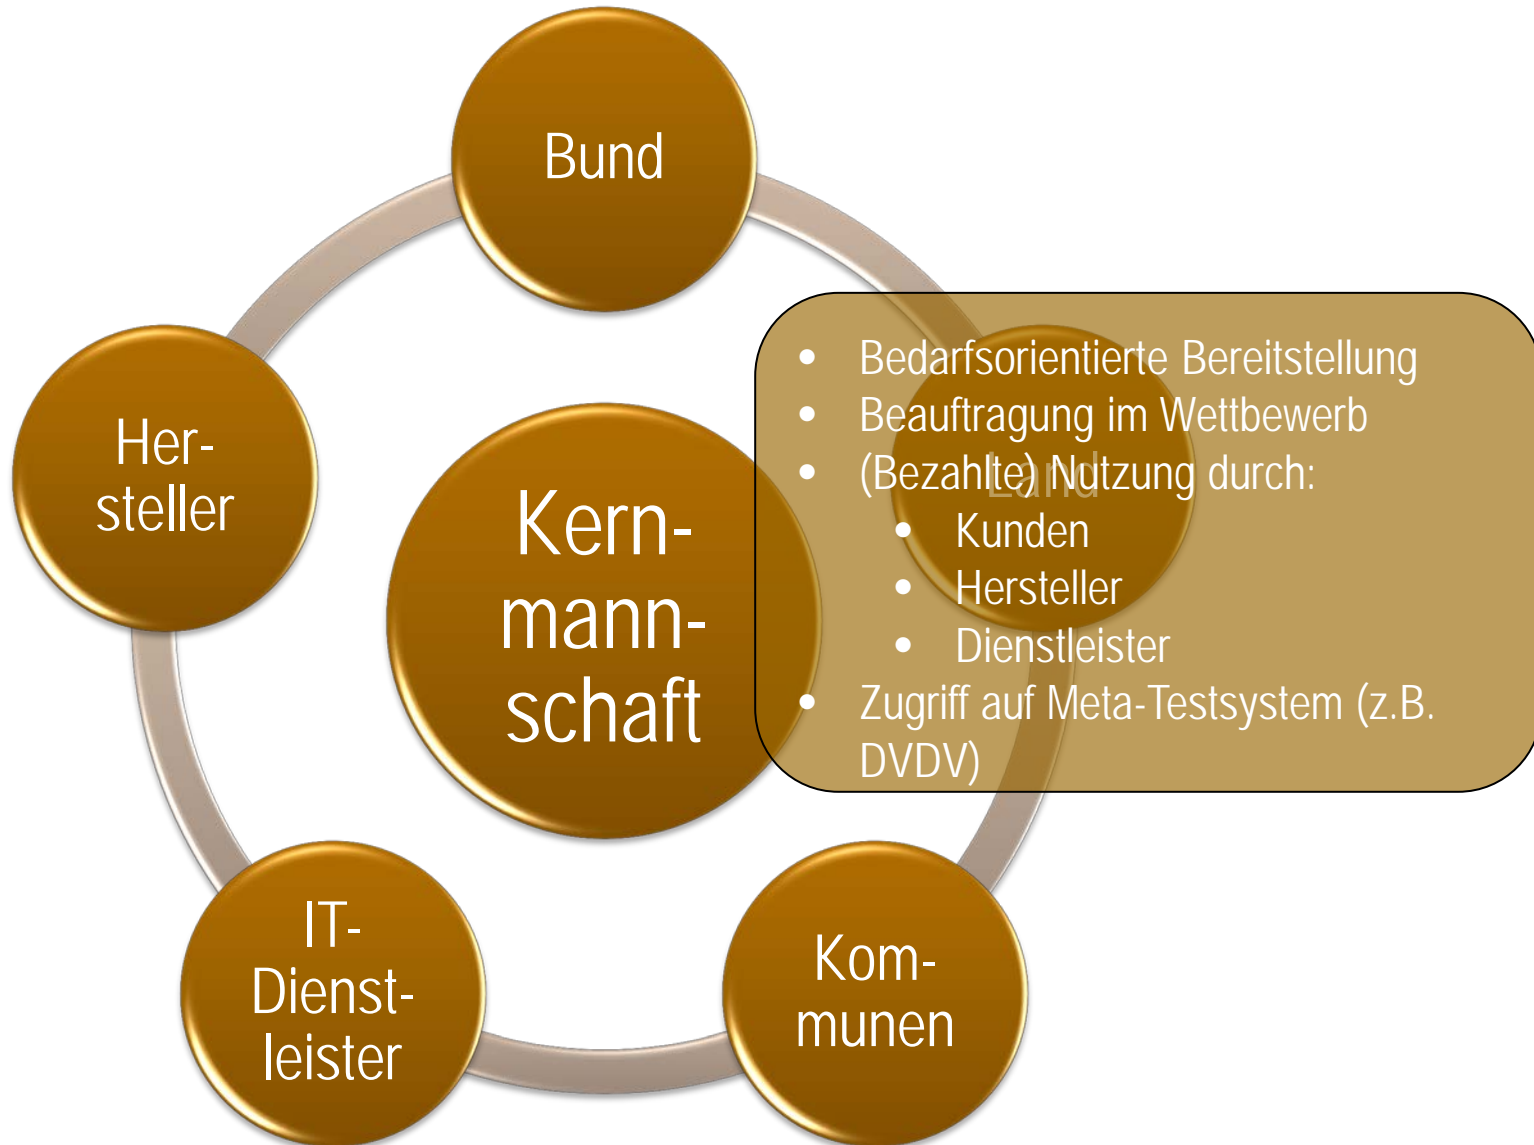 Bund
Her-
steller
Kern-
mann-
schaft
Land
• Bedarfsorientierte Bereitstellung
• Beauftragung im Wettbewerb
• (Bezahlte) Nutzung durch:
• Kunden
• Hersteller
• Dienstleister
• Zugriff auf Meta-Testsystem (z.B.
DVDV)
IT-
Dienst-
leister
Kom-
munen